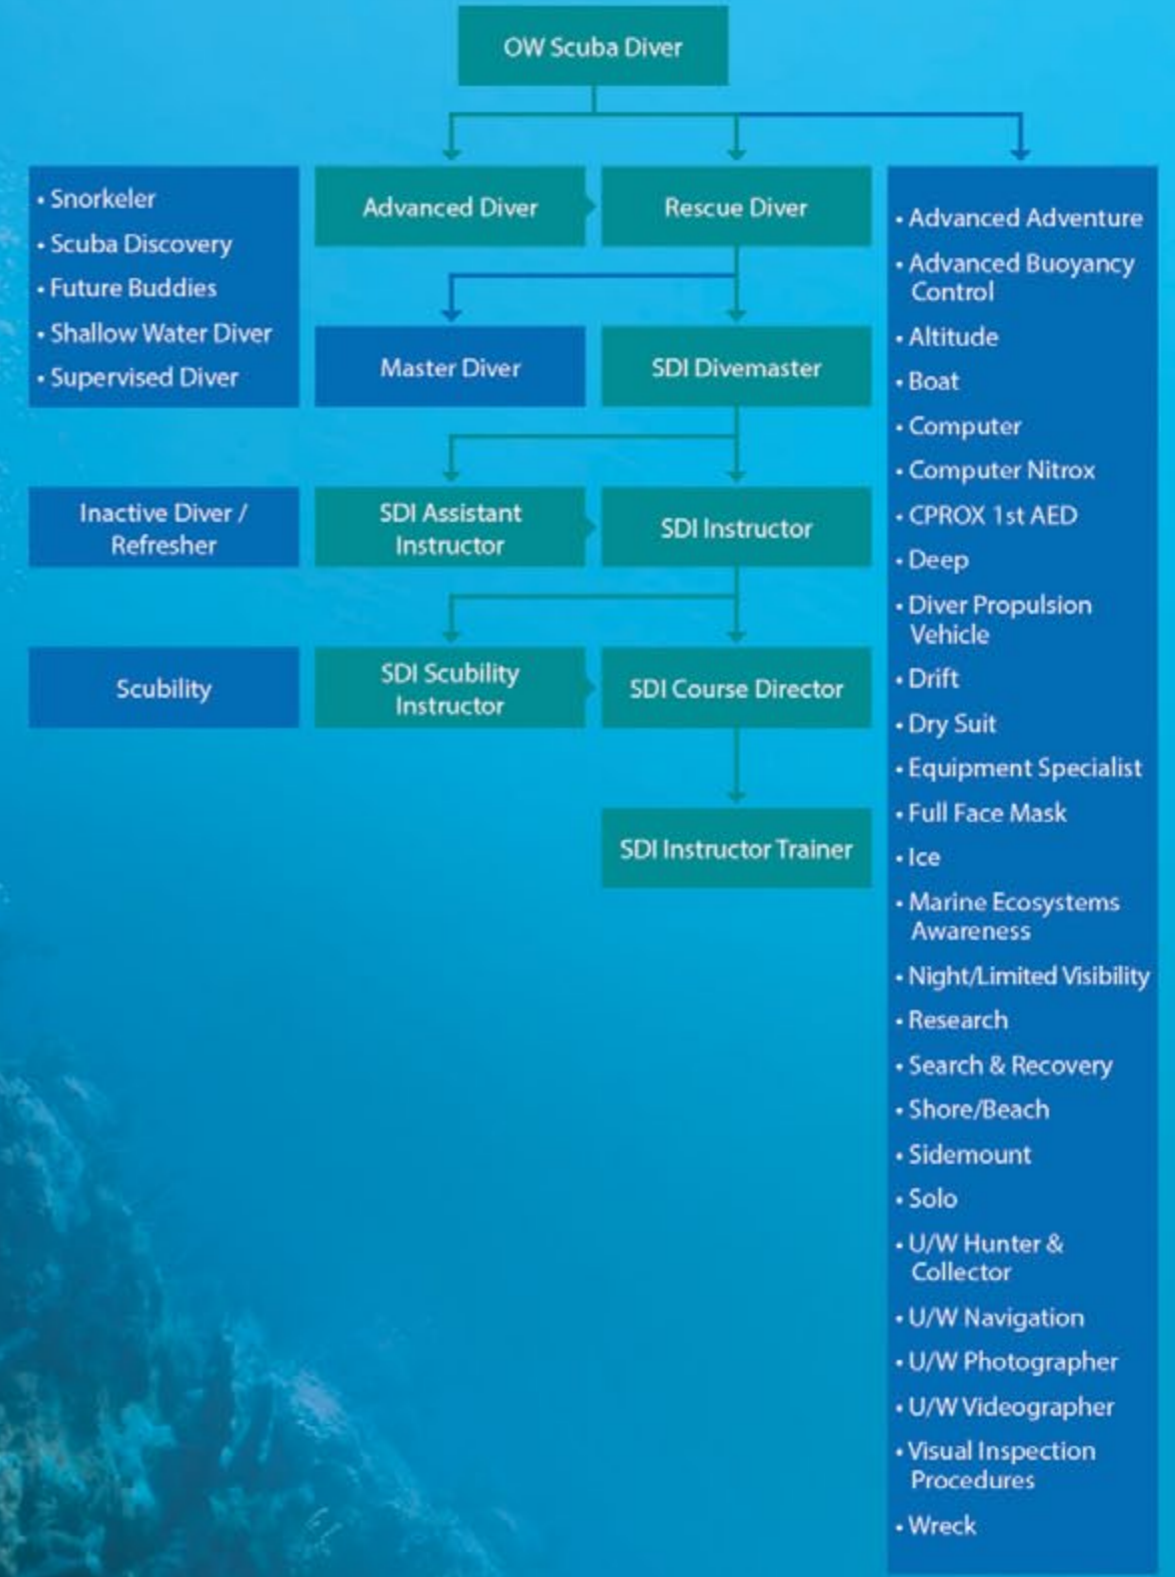 OW Scuba Diver
• Snorkeler
• Scuba Discovery
• Future Buddies
• Shallow Water Diver
• Supervised Diver
Advanced Diver
Rescue Diver
Master Diver
SDI Divemaster
Inactive Diver /
Refresher
SDI Assistant
Instructor
SDI Instructor
Scubility
SDI Scubility
Instructor
SDI Course Director
SDI Instructor Trainer
• Advanced Adventure
• Advanced Buoyancy
Control
• Altitude
• Boat
• Computer
• Computer Nitrox
• CPROX 1st AED
• Deep
• Diver Propulsion
Vehicle
• Drift
• Dry Suit
• Equipment Specialist
• Full Face Mask
• Ice
• Marine Ecosystems
Awareness
• Night/Limited Visibility
• Research
• Search & Recovery
• Shore/Beach
• Sidemount
• Solo
• U/W Hunter &
Collector
• U/W Navigation
• U/W Photographer
• U/W Videographer
• Visual Inspection
Procedures
• Wreck